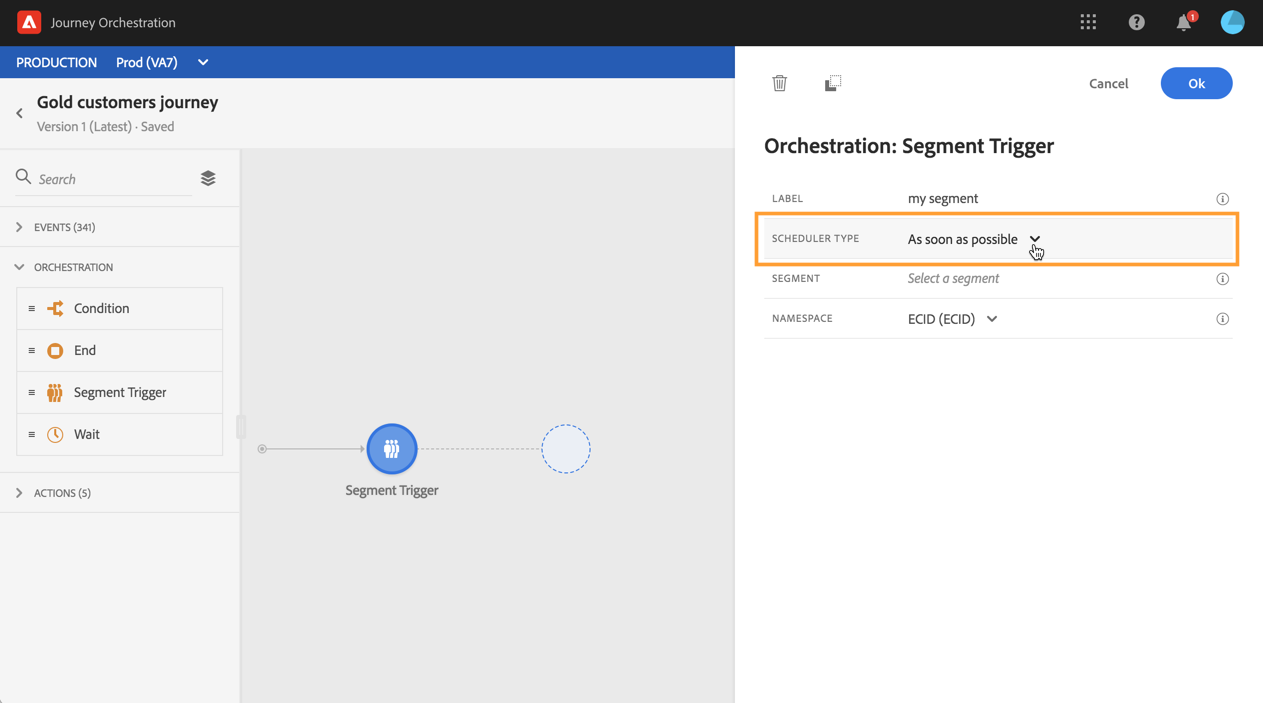 Journey Orchestration
1
PRODUCTION Prod (VA7)
Gold customers journey
Version 1 (Latest) · Saved
Search
EVENTS (341)
ORCHESTRATION
Condition
End
Segment Trigger
Wait
ACTIONS (5)
Segment Trigger
Cancel
Ok
Orchestration: Segment Trigger
LABEL my segment
SCHEDULER TYPE As soon as possible
SEGMENT Select a segment
NAMESPACE ECID (ECID)